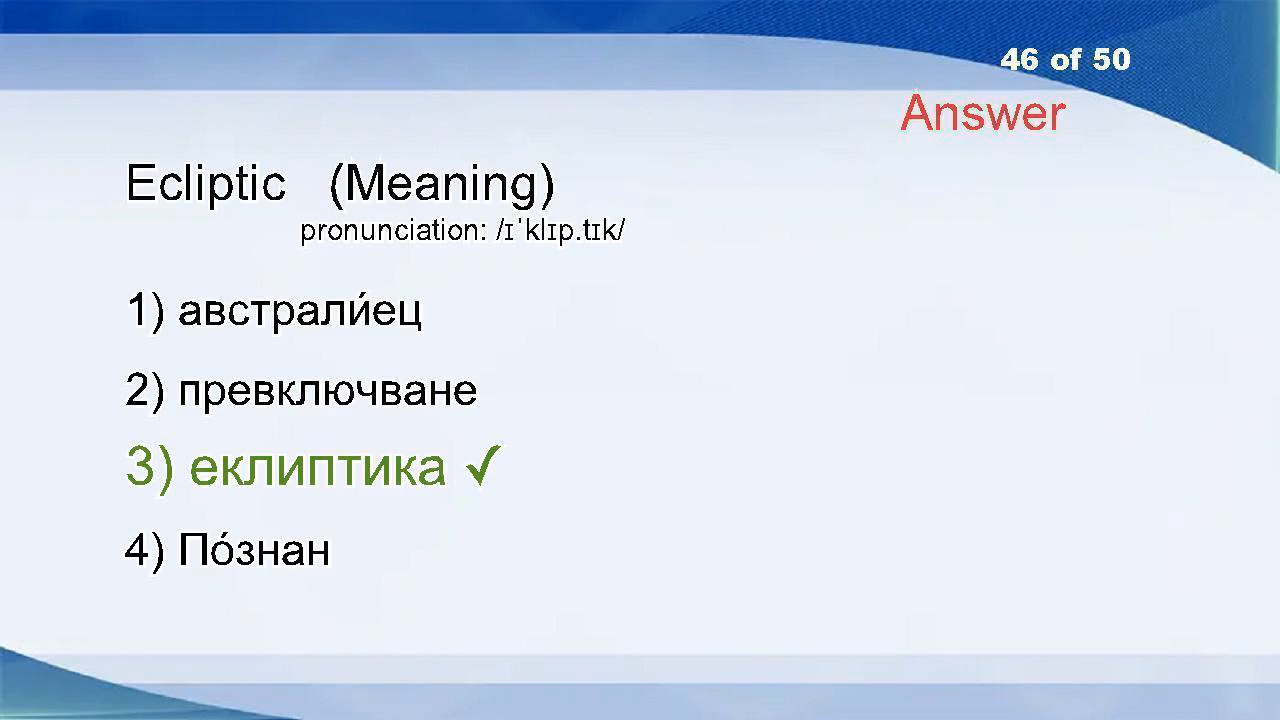 46 of 50
Answer
Ecliptic (Meaning)
pronunciation: /ɪˈklɪp.tɪk/
1) австрали́ец
2) превключване
3) еклиптика ✓
4) По́знан